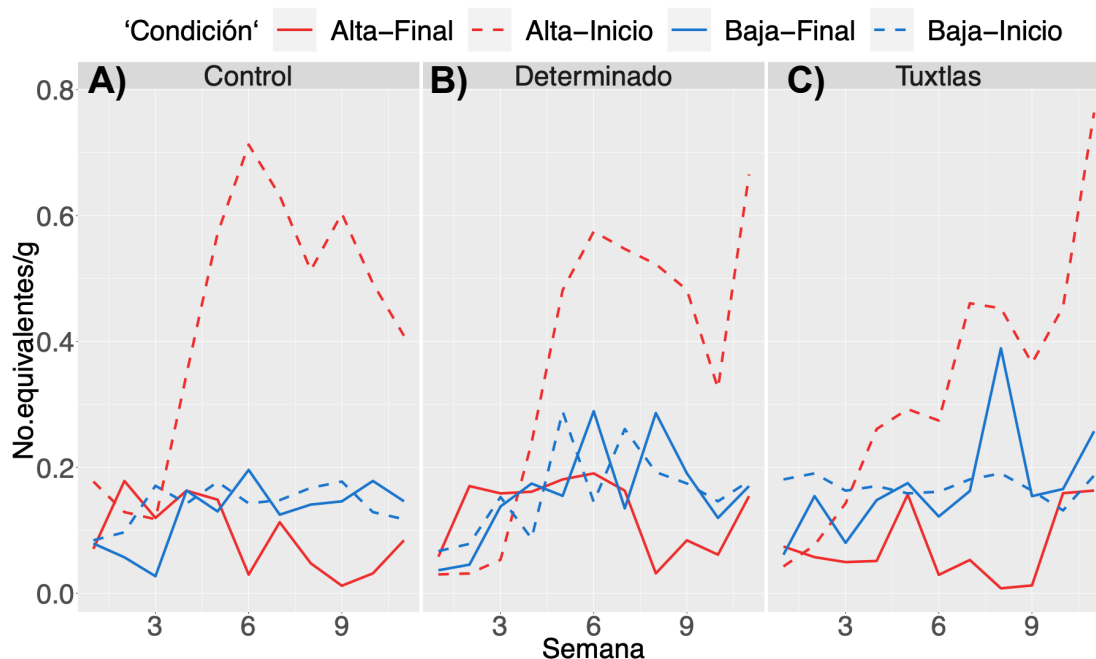 ‘Condición‘ Alta−Final Alta−Inicio Baja−Final Baja−Inicio
A) Control B) Determinado C) Tuxtlas
0.8
0.6
0.4
0.2
0.0
No.equivalentes/g
3 6 9 3 6 9 3 6 9
Semana